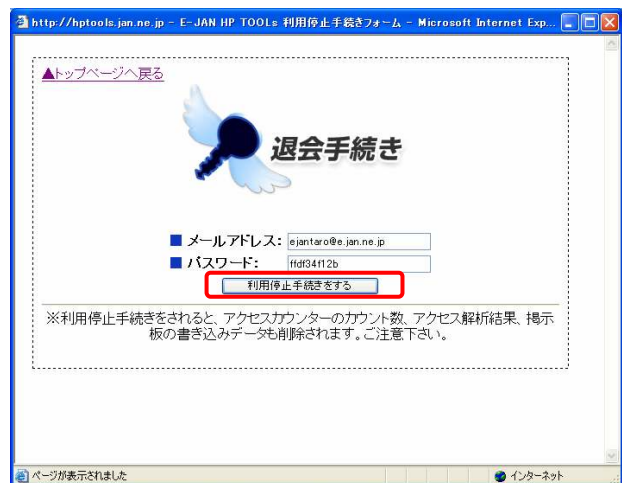 http://hptools.jan.ne.jp - E-JAN HP TOOLs 利用停止手続きフォーム - Microsoft Internet Exp...
▲トップページへ戻る
退会手続き
■ メールアドレス: ejantaro@e.jan.ne.jp
■ パスワード: ffdf34f12b
利用停止手続きをする
※利用停止手続きをされると、アクセスカウンターのカウント数、アクセス解析結果、掲示
板の書き込みデータも削除されます。ご注意下さい。
ページが表示されました
インターネット